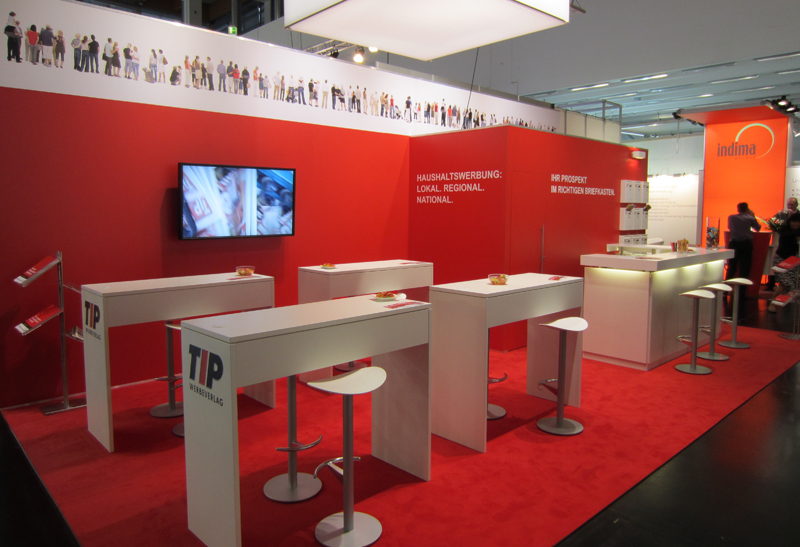 HAUSHALTSWERBUNG:
LOKAL. REGIONAL.
NATIONAL.
IHR PROSPEKT
IM RICHTIGEN BRIEFKASTEN.
indima
TIP
WERBEVERLAG
TIP
WERBEVERLAG